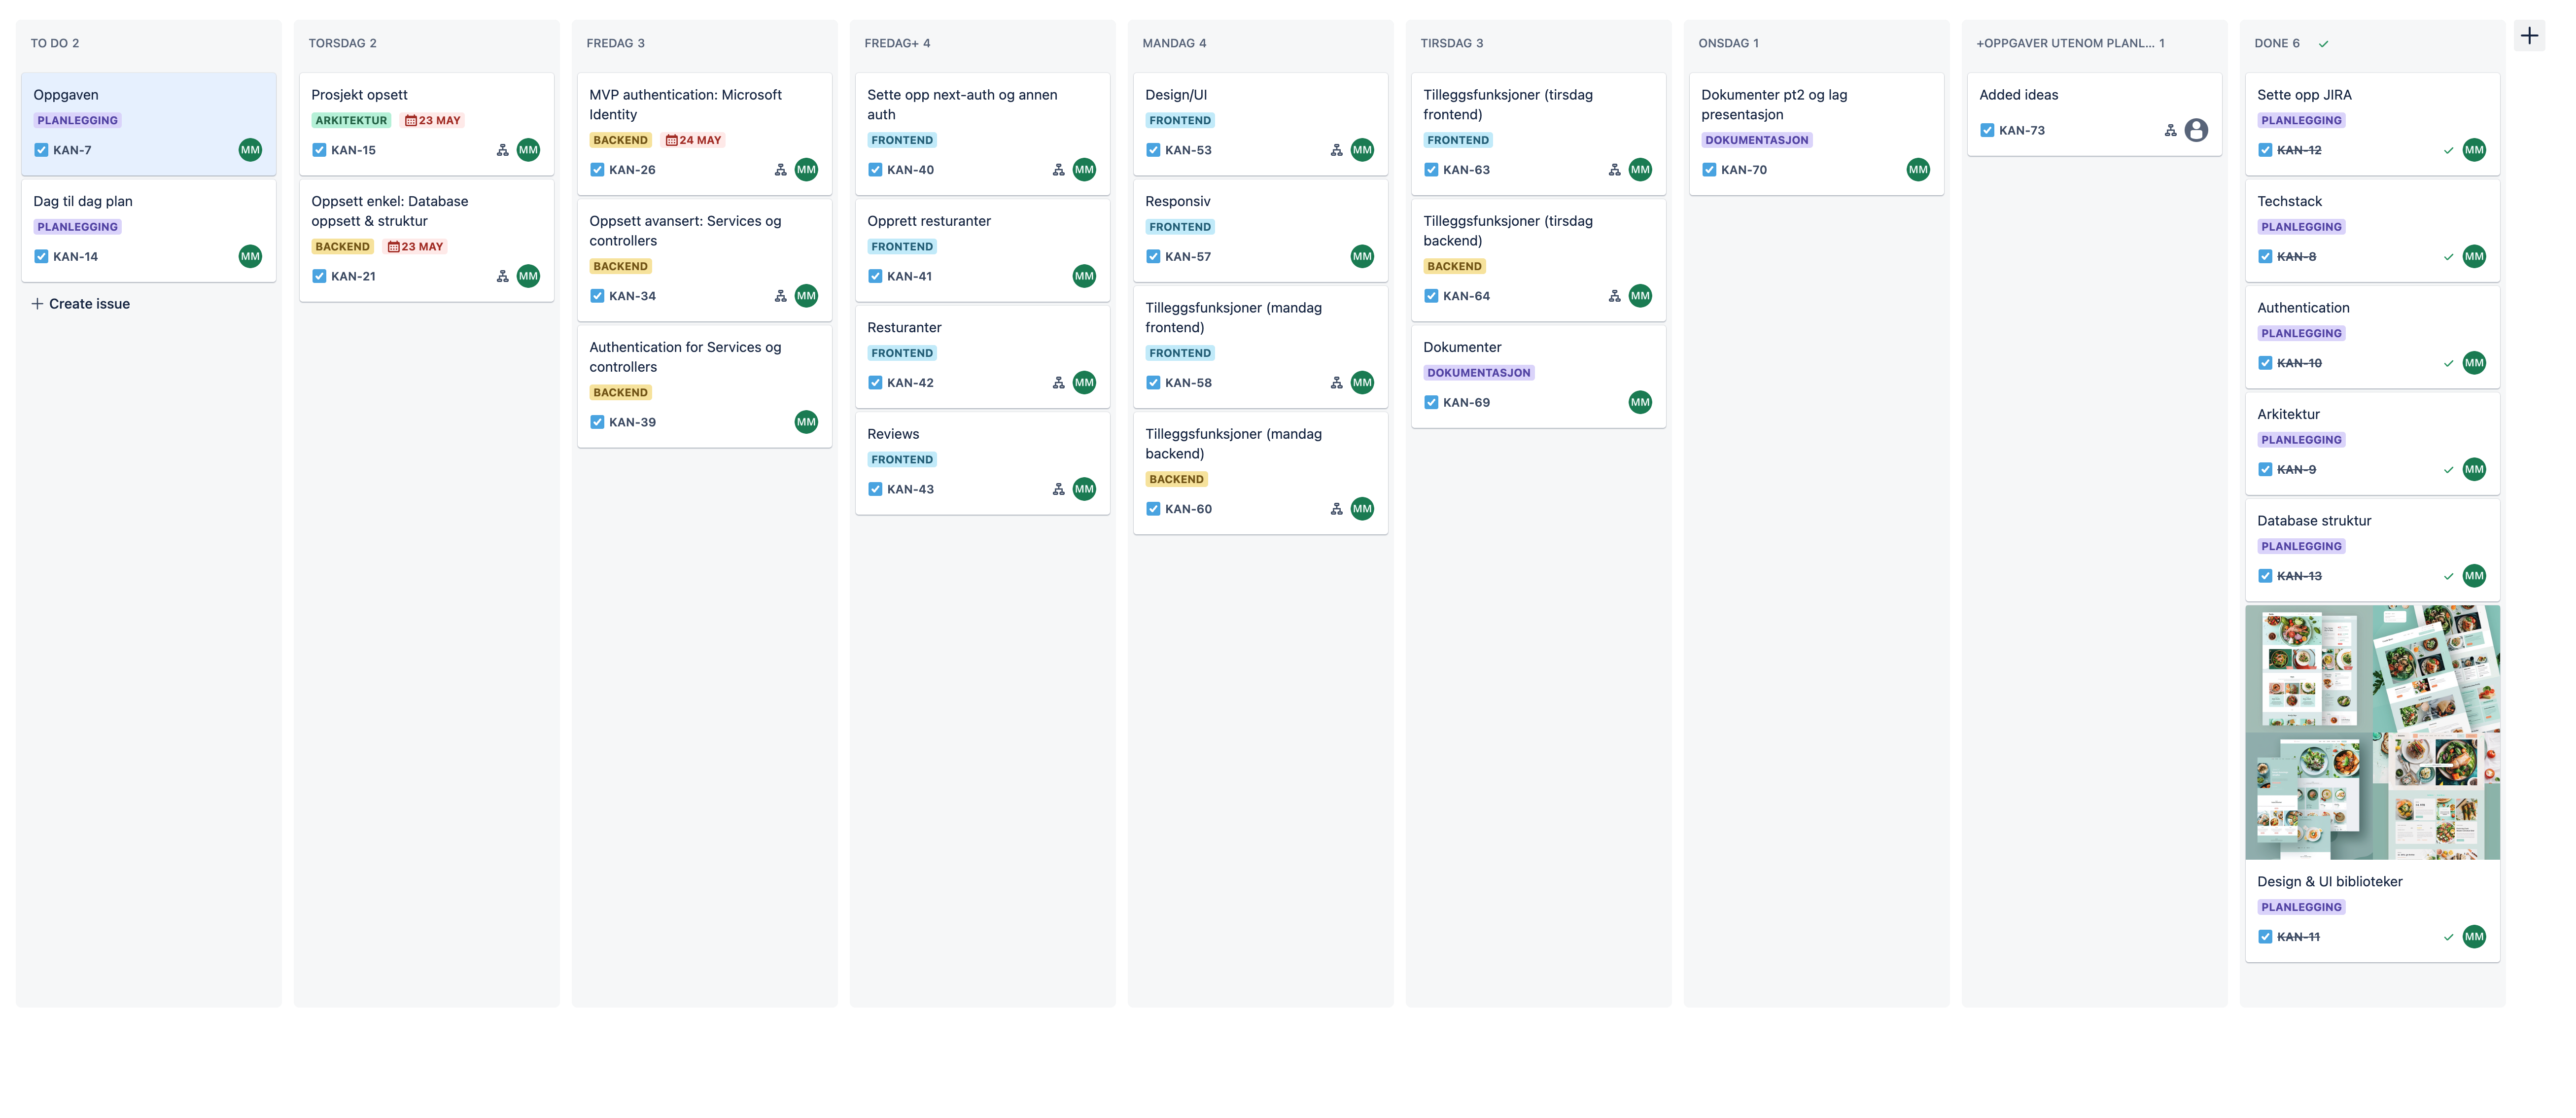 TO DO 2
Oppgaven
PLANLEGGING
KAN-7
MM
Dag til dag plan
PLANLEGGING
KAN-14
MM
Create issue
TORSDAG 2
Prosjekt opsett
ARKITEKTUR 23 MAY
KAN-15
MM
Oppsett enkel: Database
oppsett & struktur
BACKEND 23 MAY
KAN-21
MM
FREDAG 3
MVP authentication: Microsoft
Identity
BACKEND 24 MAY
KAN-26
MM
Oppsett avansert: Services og
controllers
BACKEND
KAN-34
MM
Authentication for Services og
controllers
BACKEND
KAN-39
MM
FREDAG+ 4
Sette opp next-auth og annen
auth
FRONTEND
KAN-40
MM
Opprett resturanter
FRONTEND
KAN-41
MM
Resturanter
FRONTEND
KAN-42
MM
Reviews
FRONTEND
KAN-43
MM
MANDAG 4
Design/UI
FRONTEND
KAN-53
MM
Responsiv
FRONTEND
KAN-57
MM
Tilleggsfunksjoner (mandag
frontend)
FRONTEND
KAN-58
MM
Tilleggsfunksjoner (mandag
backend)
BACKEND
KAN-60
MM
TIRSDAG 3
Tilleggsfunksjoner (tirsdag
frontend)
FRONTEND
KAN-63
MM
Tilleggsfunksjoner (tirsdag
backend)
BACKEND
KAN-64
MM
Dokumenter
DOKUMENTASJON
KAN-69
MM
ONSDAG 1
Dokumenter pt2 og lag
presentasjon
DOKUMENTASJON
KAN-70
MM
+OPPGAVER UTENOM PLANL... 1
Added ideas
KAN-73
DONE 6
Sette opp JIRA
PLANLEGGING
KAN-12
MM
Techstack
PLANLEGGING
KAN-8
MM
Authentication
PLANLEGGING
KAN-10
MM
Arkitektur
PLANLEGGING
KAN-9
MM
Database struktur
PLANLEGGING
KAN-13
MM
Design & UI biblioteker
PLANLEGGING
KAN-11
MM